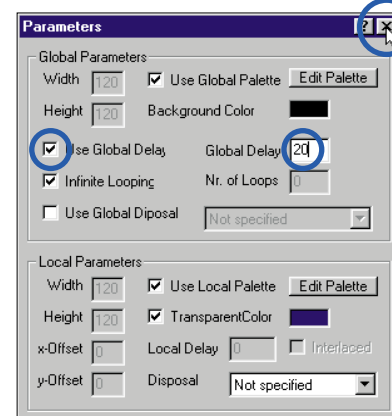 Parameters
Global Parameters
Width 120 Use Global Palette Edit Palette
Height 120 Background Color
Use Global Delay Global Delay 20
Infinite Looping Nr. of Loops 0
Use Global Diposal Not specified
Local Parameters
Width 120 Use Local Palette Edit Palette
Height 120 TransparentColor
x-Offset 0 Local Delay 0 Interlaced
y-Offset 0 Disposal Not specified